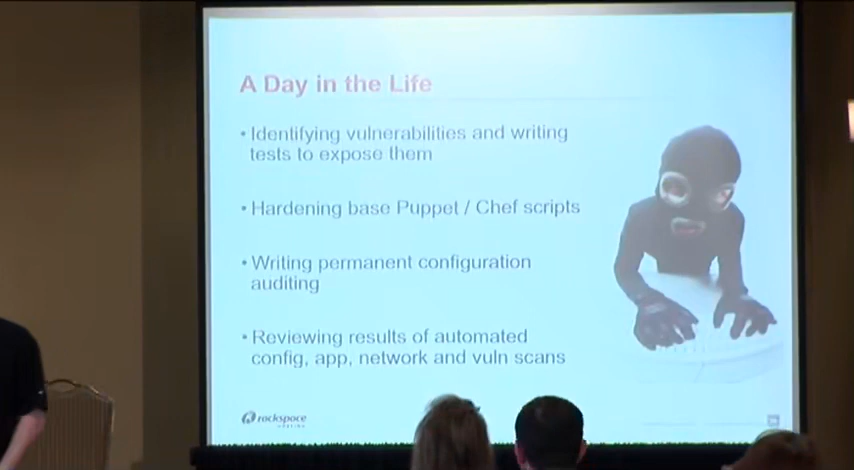 A Day in the Life
• Identifying vulnerabilities and writing
tests to expose them
• Hardening base Puppet / Chef scripts
• Writing permanent configuration
auditing
• Reviewing results of automated
config, app, network and vuln scans
rackspace
HOSTING